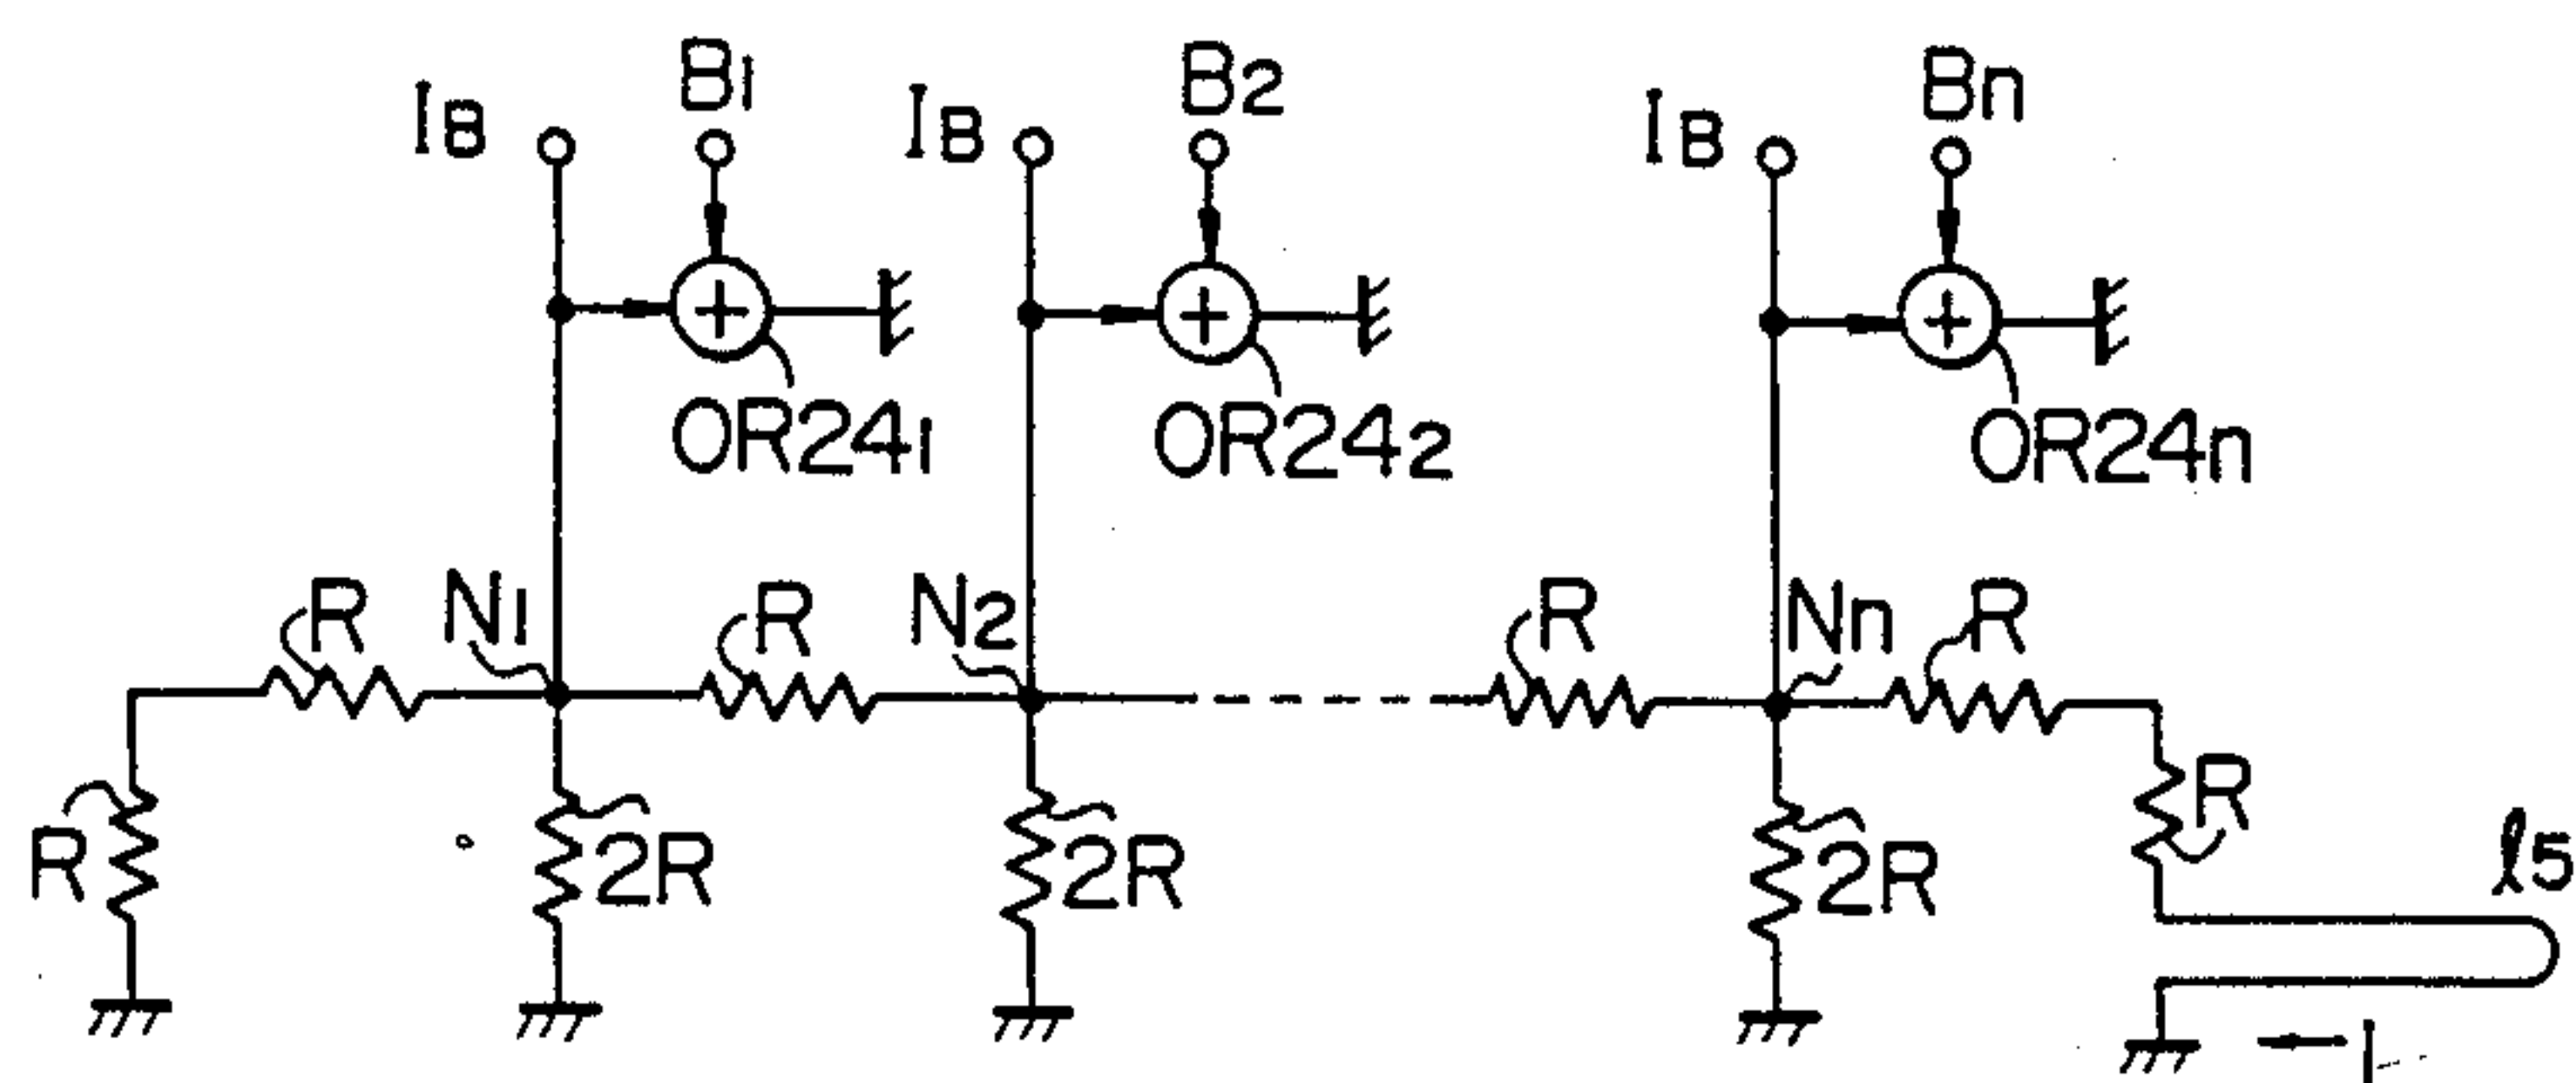 IB B1 IB B2 IB Bn
OR241 OR242 OR24n
R N1 R N2 R Nn R
R 2R 2R 2R R ℓ5
I